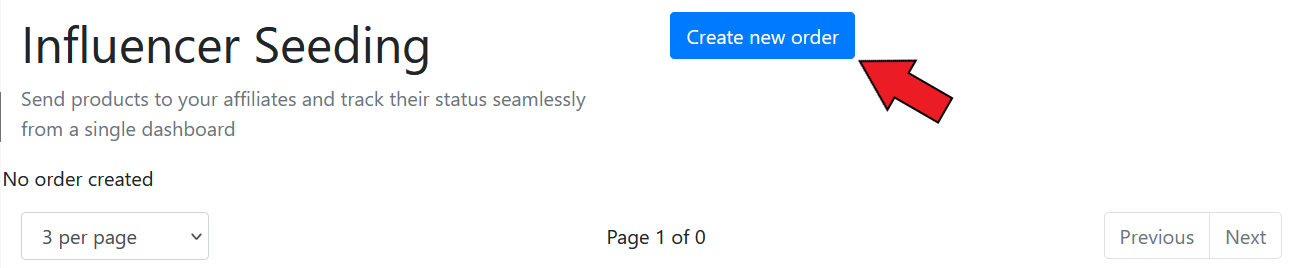 Influencer Seeding
Create new order
Send products to your affiliates and track their status seamlessly
from a single dashboard
No order created
3 per page
Page 1 of 0
Previous
Next